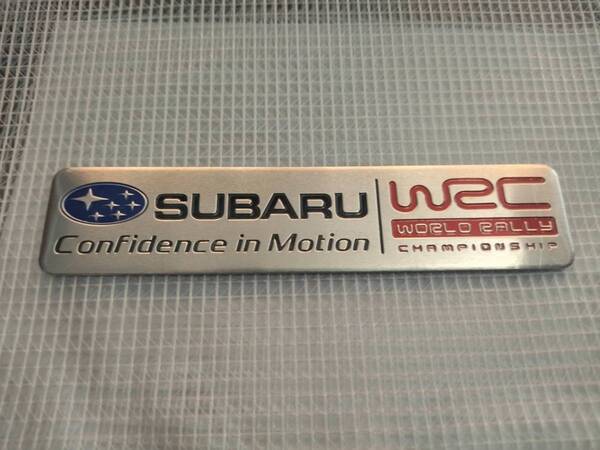 SUBARU
Confidence in Motion
WRC
WORLD RALLY
CHAMPIONSHIP